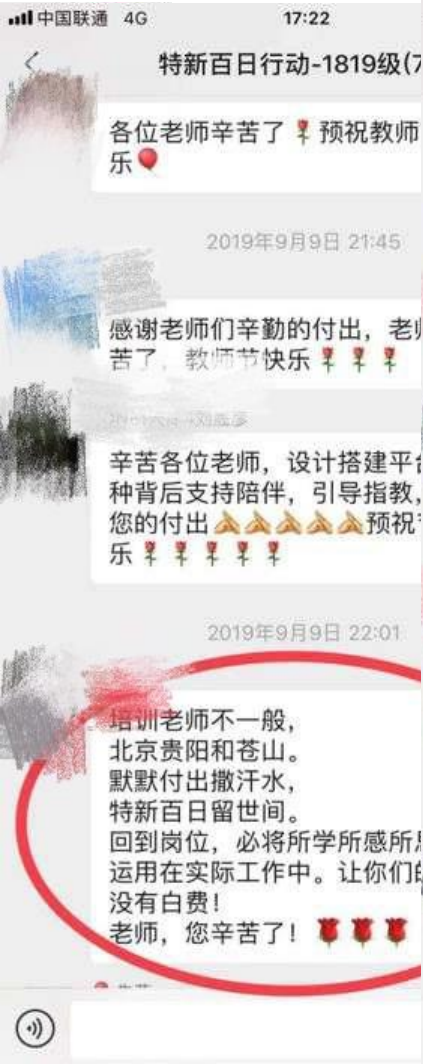 中国联通 4G 17:22
特新百日行动-1819级(7
各位老师辛苦了🌹预祝教师
乐🎈
2019年9月9日 21:45
感谢老师们辛勤的付出，老师
苦了，教师节快乐🌹🌹🌹
辛苦各位老师，设计搭建平台
种背后支持陪伴，引导指教，
您的付出🙏🙏🙏🙏🙏预祝
乐🌹🌹🌹🌹🌹
2019年9月9日 22:01
培训老师不一般，
北京贵阳和苍山。
默默付出撒汗水，
特新百日留世间。
回到岗位，必将所学所感所
运用在实际工作中。让你们
没有白费！
老师，您辛苦了！🌹🌹🌹